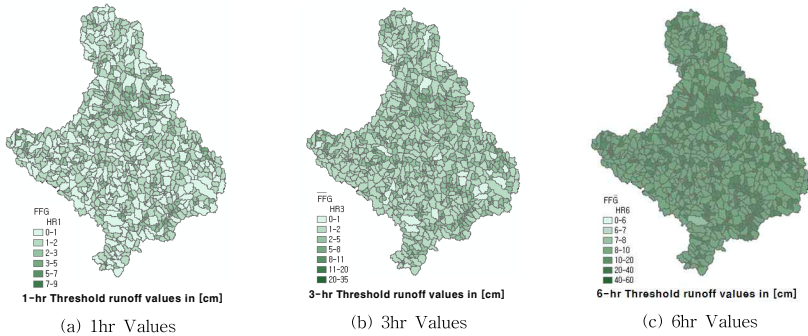 FFG
HR1
0-1
1-2
2-3
3-5
5-7
7-9
1-hr Threshold runoff values in [cm]
(a) 1hr Values
FFG
HR3
0-1
1-2
2-5
5-8
8-11
11-20
20-35
3-hr Threshold runoff values in [cm]
(b) 3hr Values
FFG
HR6
0-6
6-7
7-8
8-10
10-20
20-40
40-60
6-hr Threshold runoff values in [cm]
(c) 6hr Values